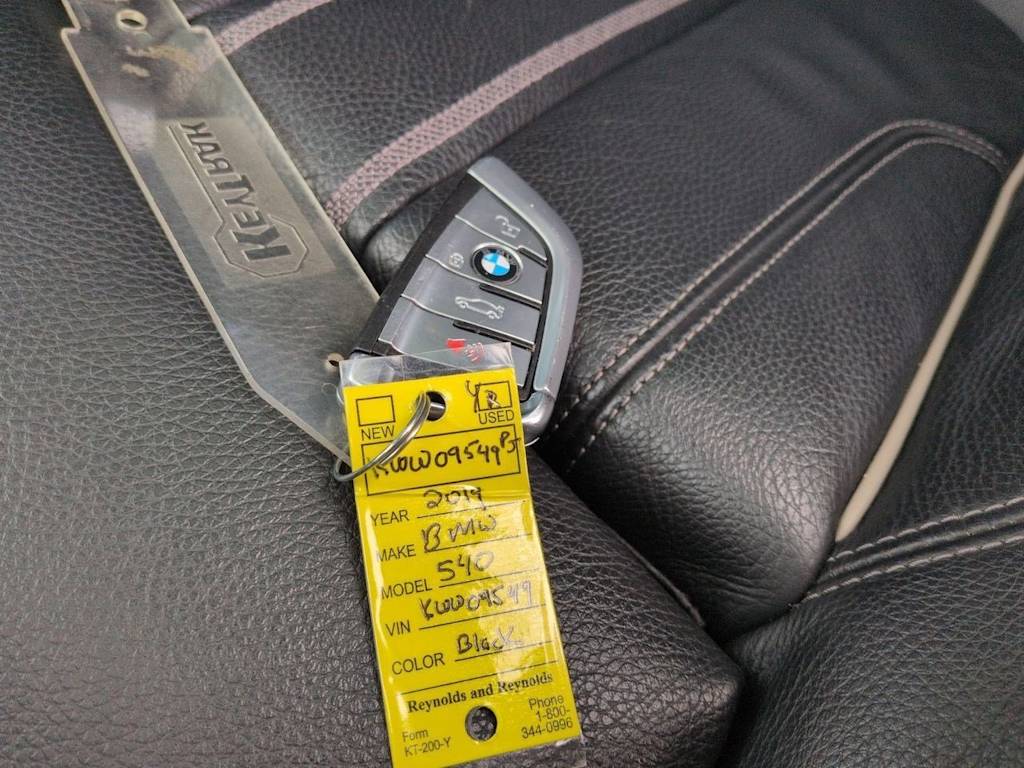 KEYTRAK
NEW
USED
KWW09549PJ
YEAR 2019
MAKE BMW
MODEL 540
VIN KWW09549
COLOR Black
Reynolds and Reynolds
Form
KT-200-Y
Phone
1-800-
344-0996